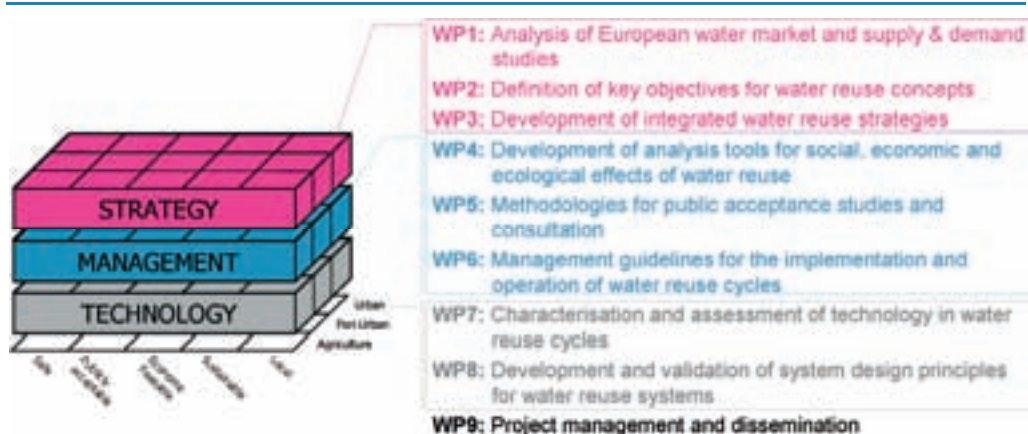 WP1: Analysis of European water market and supply & demand
studies
WP2: Definition of key objectives for water reuse concepts
WP3: Development of integrated water reuse strategies
WP4: Development of analysis tools for social, economic and
ecological effects of water reuse
WP5: Methodologies for public acceptance studies and
consultation
WP6: Management guidelines for the implementation and
operation of water reuse cycles
WP7: Characterisation and assessment of technology in water
reuse cycles
WP8: Development and validation of system design principles
for water reuse systems
WP9: Project management and dissemination
STRATEGY
MANAGEMENT
TECHNOLOGY
Urban
Peri-Urban
Agriculture
Safe
Publicly
acceptable
Sustainable